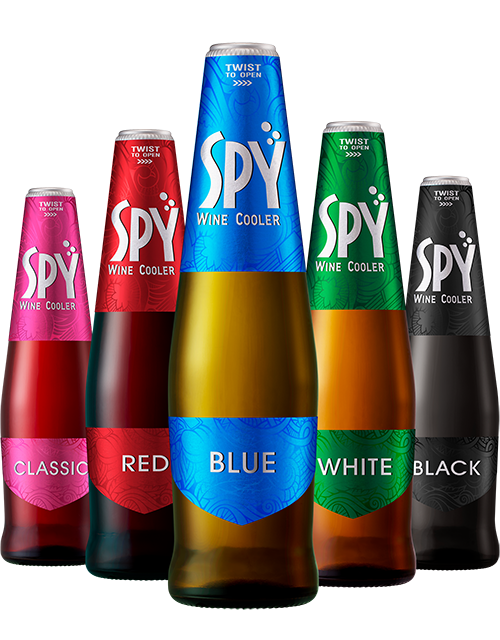 TWIST
TO OPEN
>>>>
SPY
WINE COOLER
BLUE
TWIST
TO OPEN
>>>>
SPY
WINE COOLER
RED
TWIST
TO OPEN
>>>>
SPY
WINE COOLER
WHITE
TWIST
TO OPEN
>>>>
SPY
WINE COOLER
CLASSIC
TWIST
TO OPEN
>>>>
SPY
WINE COOLER
BLACK